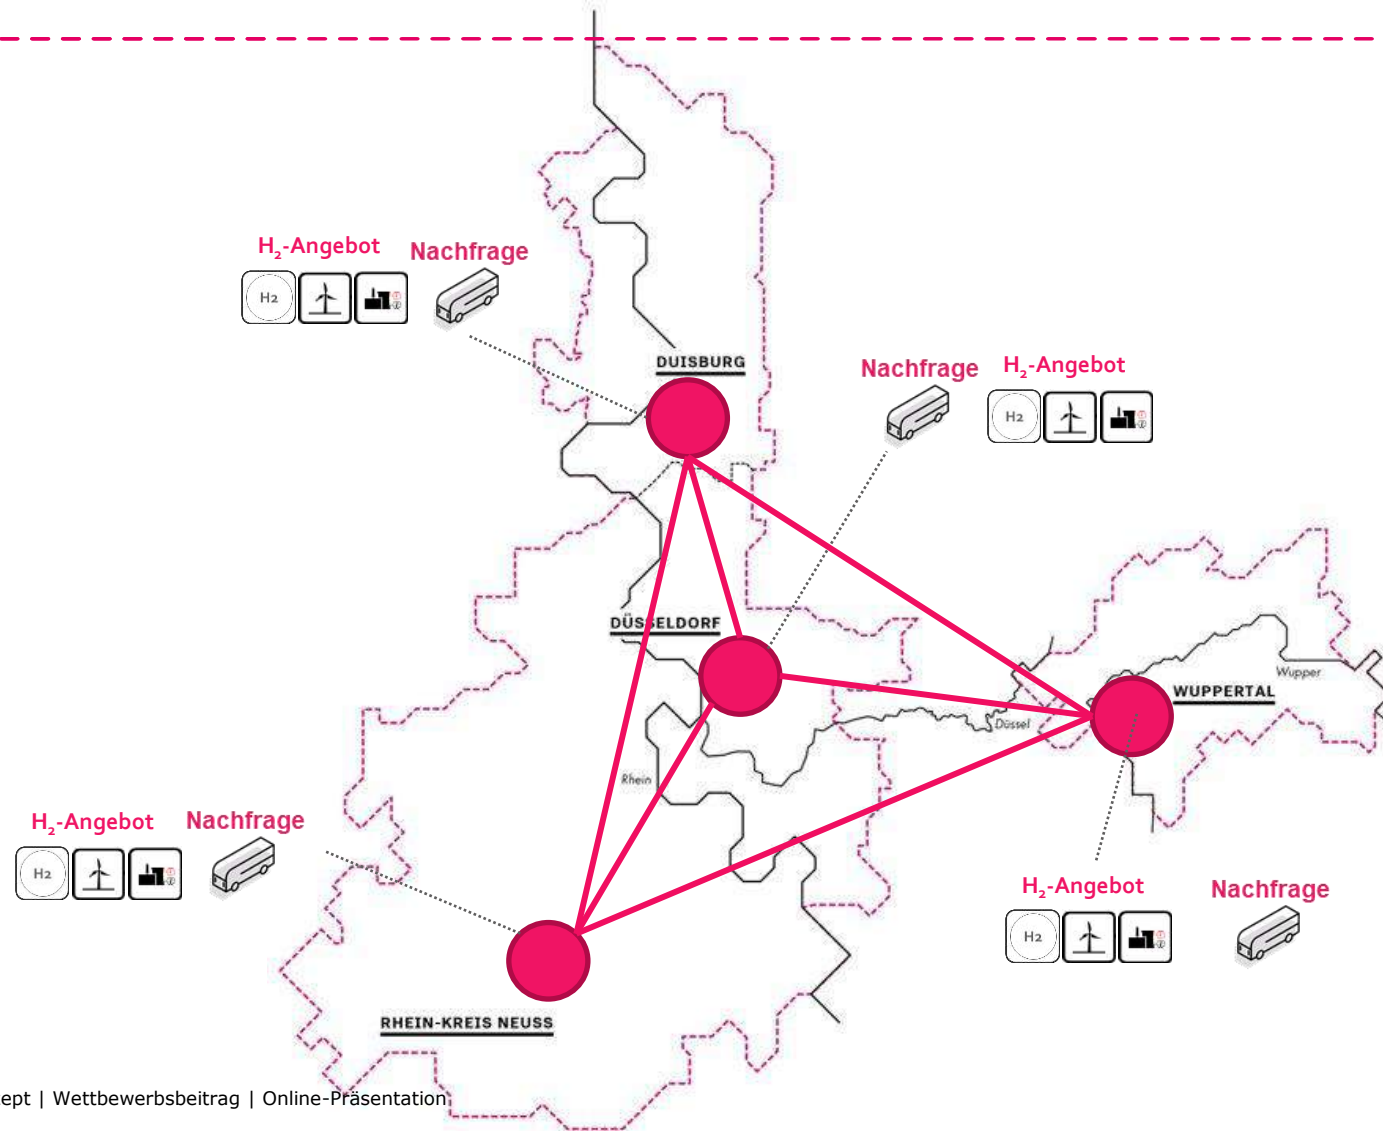 H₂-Angebot Nachfrage
H2
DUISBURG
Nachfrage H₂-Angebot
H2
DÜSSELDORF
Wupper
WUPPERTAL
Düssel
Rhein
H₂-Angebot Nachfrage
H2
H₂-Angebot Nachfrage
H2
RHEIN-KREIS NEUSS
ept | Wettbewerbsbeitrag | Online-Präsentation